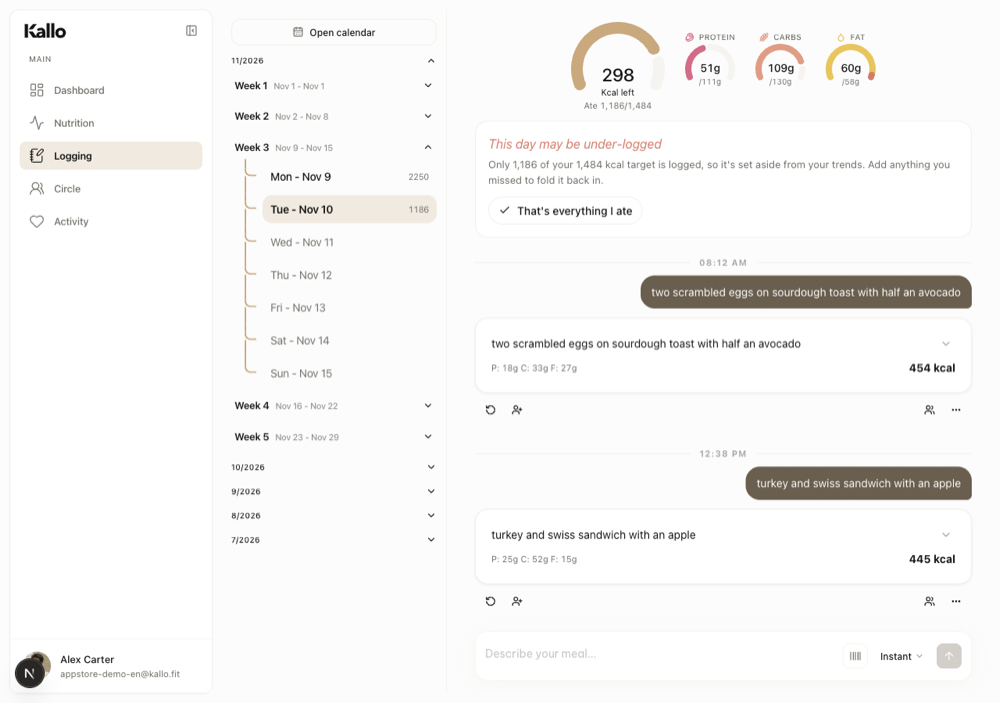 Kallo
MAIN
Dashboard
Nutrition
Logging
Circle
Activity
N
Alex Carter
appstore-demo-en@kallo.fit
Open calendar
11/2026
Week 1 Nov 1 - Nov 1
Week 2 Nov 2 - Nov 8
Week 3 Nov 9 - Nov 15
Mon - Nov 9 2250
Tue - Nov 10 1186
Wed - Nov 11
Thu - Nov 12
Fri - Nov 13
Sat - Nov 14
Sun - Nov 15
Week 4 Nov 16 - Nov 22
Week 5 Nov 23 - Nov 29
10/2026
9/2026
8/2026
7/2026
298
Kcal left
Ate 1,186/1,484
PROTEIN
51g
/111g
CARBS
109g
/130g
FAT
60g
/58g
This day may be under-logged
Only 1,186 of your 1,484 kcal target is logged, so it's set aside from your trends. Add anything you
missed to fold it back in.
That's everything I ate
08:12 AM
two scrambled eggs on sourdough toast with half an avocado
two scrambled eggs on sourdough toast with half an avocado
P: 18g C: 33g F: 27g
454 kcal
12:38 PM
turkey and swiss sandwich with an apple
turkey and swiss sandwich with an apple
P: 25g C: 52g F: 15g
445 kcal
Describe your meal...
Instant